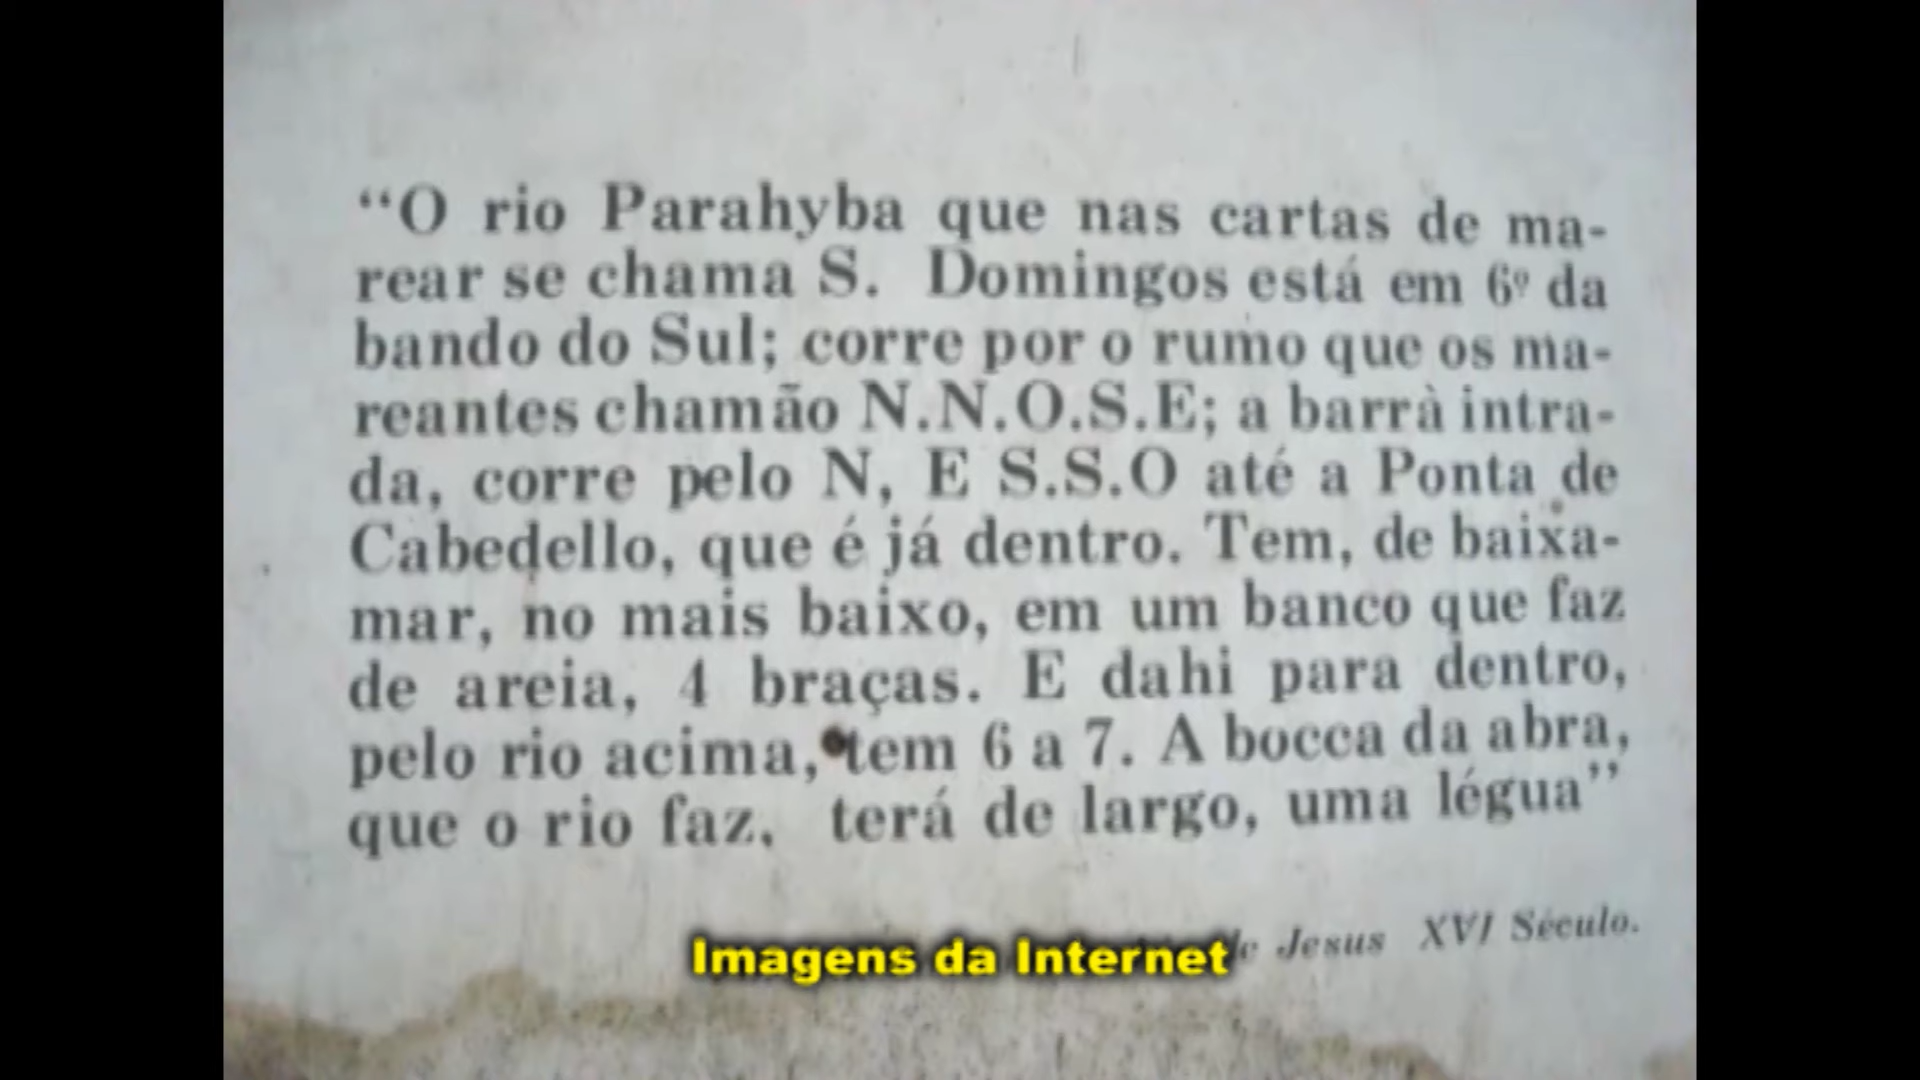 “O rio Parahyba que nas cartas de ma-
rear se chama S. Domingos está em 6º da
bando do Sul; corre por o rumo que os ma-
reantes chamão N.N.O.S.E; a barrà intra-
da, corre pelo N, E S.S.O até a Ponta de
Cabedello, que é já dentro. Tem, de baixa-
mar, no mais baixo, em um banco que faz
de areia, 4 braças. E dahi para dentro,
pelo rio acima, tem 6 a 7. A bocca da abra,
que o rio faz, terá de largo, uma légua”
Jesus XVI Século.
Imagens da Internet